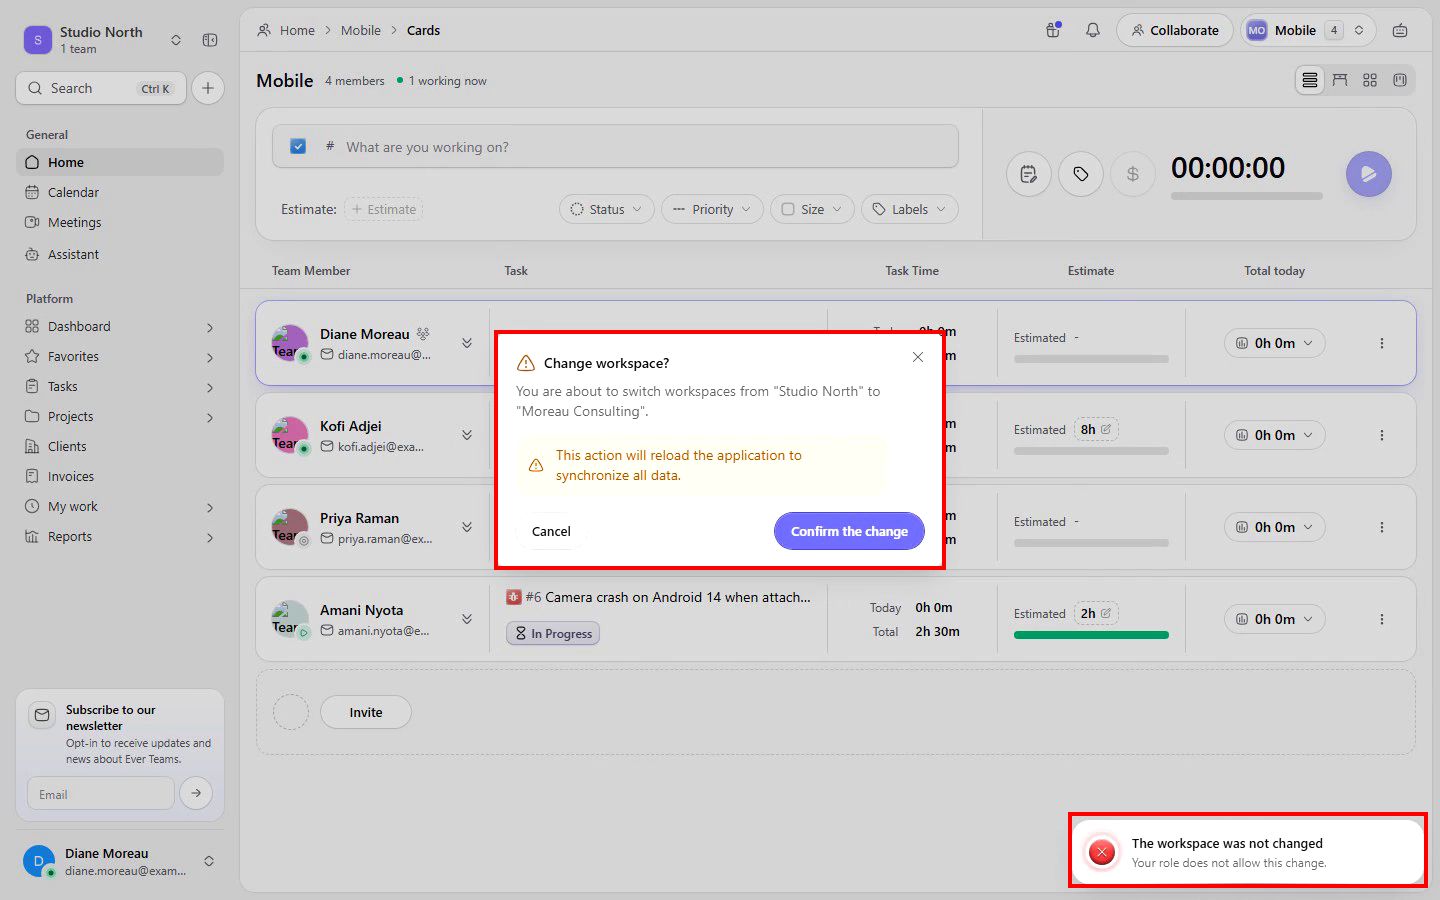 Studio North
1 team
Search
Ctrl K
General
Home
Calendar
Meetings
Assistant
Platform
Dashboard
Favorites
Tasks
Projects
Clients
Invoices
My work
Reports
Subscribe to our
newsletter
Opt-in to receive updates and
news about Ever Teams.
Email
D
Diane Moreau
diane.moreau@exam...
S
Home > Mobile > Cards
Collaborate
MO Mobile 4
Mobile
4 members
1 working now
# What are you working on?
Estimate: + Estimate
Status
Priority
Size
Labels
$
00:00:00
Team Member Task Task Time Estimate Total today
Diane Moreau
diane.moreau@...
Estimated -
0h 0m
Kofi Adjei
kofi.adjei@exa...
Estimated 8h
0h 0m
Priya Raman
priya.raman@ex...
Estimated -
0h 0m
Amani Nyota
amani.nyota@e...
#6 Camera crash on Android 14 when attach...
In Progress
Today 0h 0m
Total 2h 30m
Estimated 2h
0h 0m
Invite
Change workspace?
You are about to switch workspaces from "Studio North" to
"Moreau Consulting".
This action will reload the application to
synchronize all data.
Cancel
Confirm the change
The workspace was not changed
Your role does not allow this change.